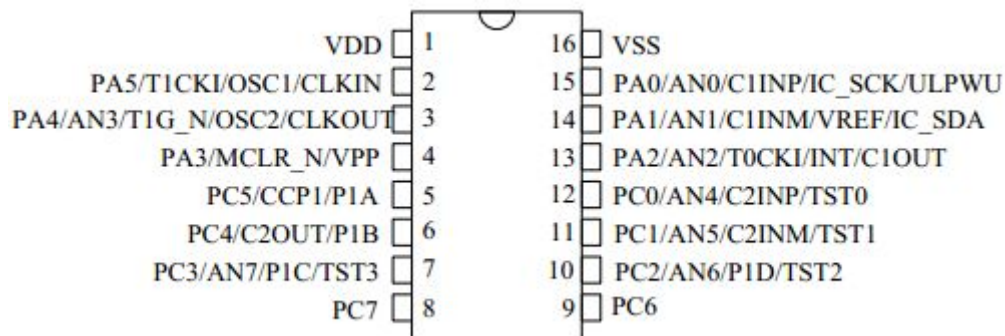 VDD 1 16 VSS
PA5/T1CKI/OSC1/CLKIN 2 15 PA0/AN0/C1INP/IC_SCK/ULPWU
PA4/AN3/T1G_N/OSC2/CLKOUT 3 14 PA1/AN1/C1INM/VREF/IC_SDA
PA3/MCLR_N/VPP 4 13 PA2/AN2/T0CKI/INT/C1OUT
PC5/CCP1/P1A 5 12 PC0/AN4/C2INP/TST0
PC4/C2OUT/P1B 6 11 PC1/AN5/C2INM/TST1
PC3/AN7/P1C/TST3 7 10 PC2/AN6/P1D/TST2
PC7 8 9 PC6